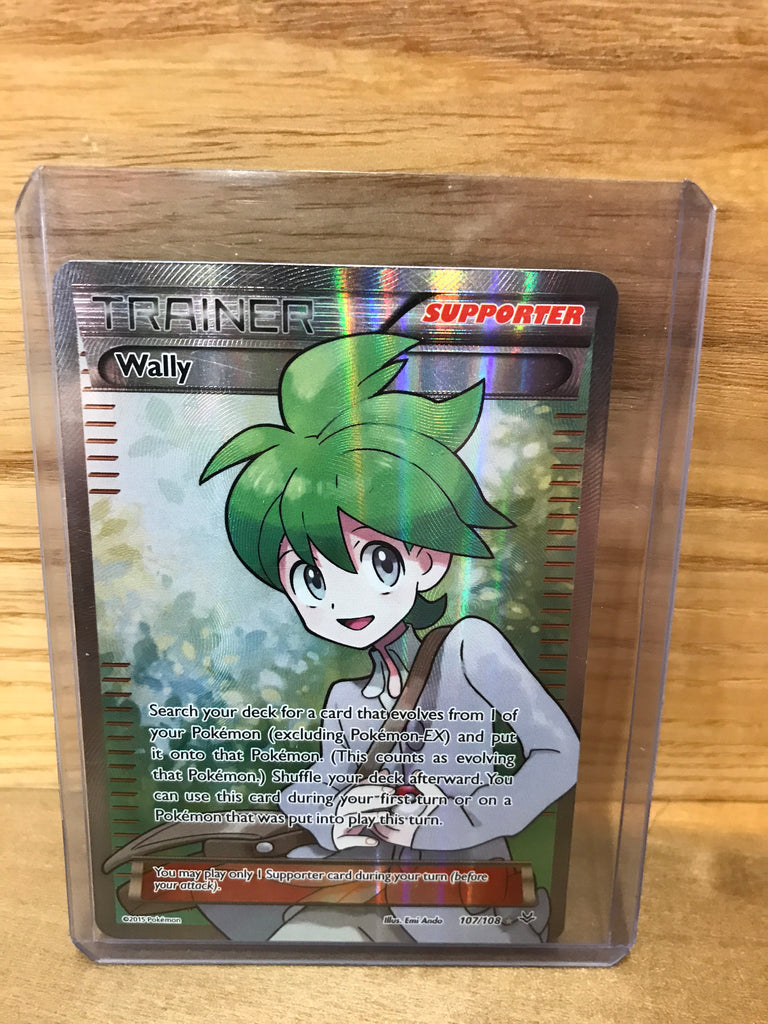 TRAINER
SUPPORTER
Wally
Search your deck for a card that evolves from 1 of
your Pokémon (excluding Pokémon-EX) and put
it onto that Pokémon. (This counts as evolving
that Pokémon.) Shuffle your deck afterward. You
can use this card during your first turn or on a
Pokémon that was put into play this turn.
You may play only 1 Supporter card during your turn (before
your attack).
©2015 Pokémon
Illus. Emi Ando
107/108